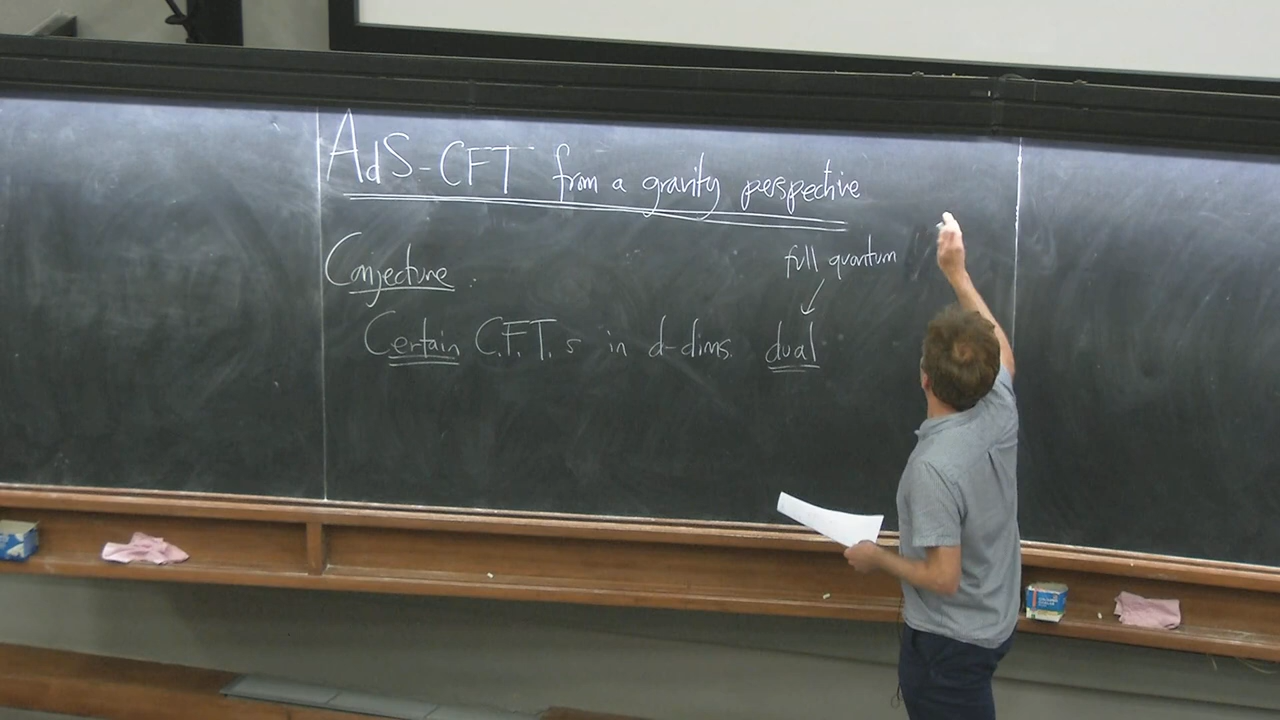 AdS-CFT from a gravity perspective
Conjecture :
full quantum
Certain C.F.T.s in d-dims. dual